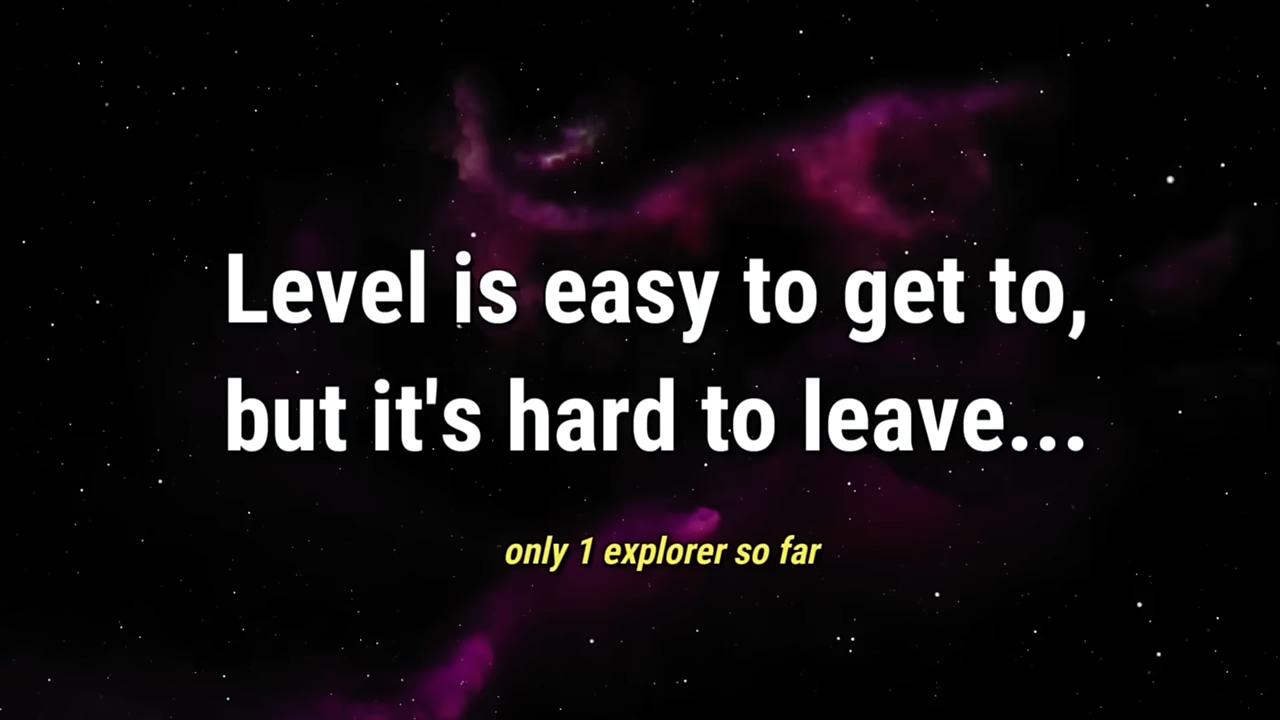 Level is easy to get to,
but it's hard to leave...
only 1 explorer so far